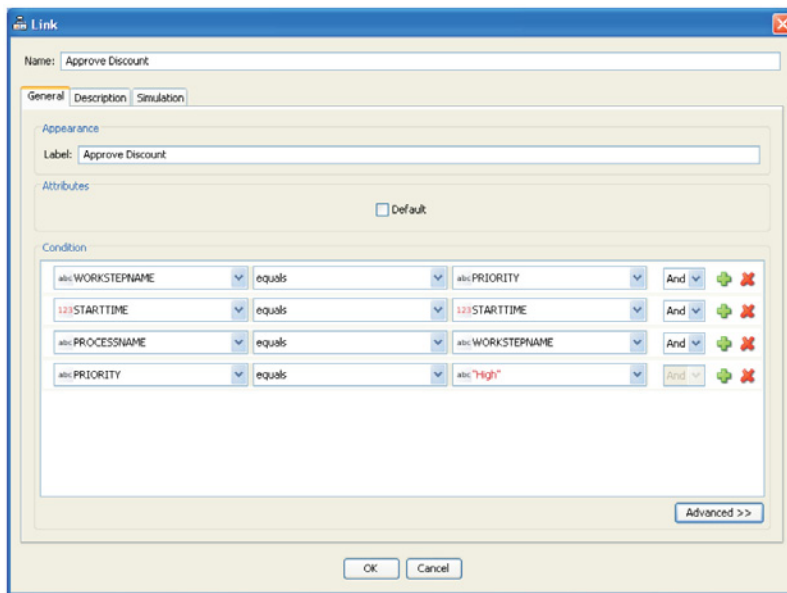 Link
Name: Approve Discount
General Description Simulation
Appearance
Label: Approve Discount
Attributes
Default
Condition
abc WORKSTEPNAME equals abc PRIORITY And
123 STARTTIME equals 123 STARTTIME And
abc PROCESSNAME equals abc WORKSTEPNAME And
abc PRIORITY equals abc "High" And
Advanced >>
OK Cancel